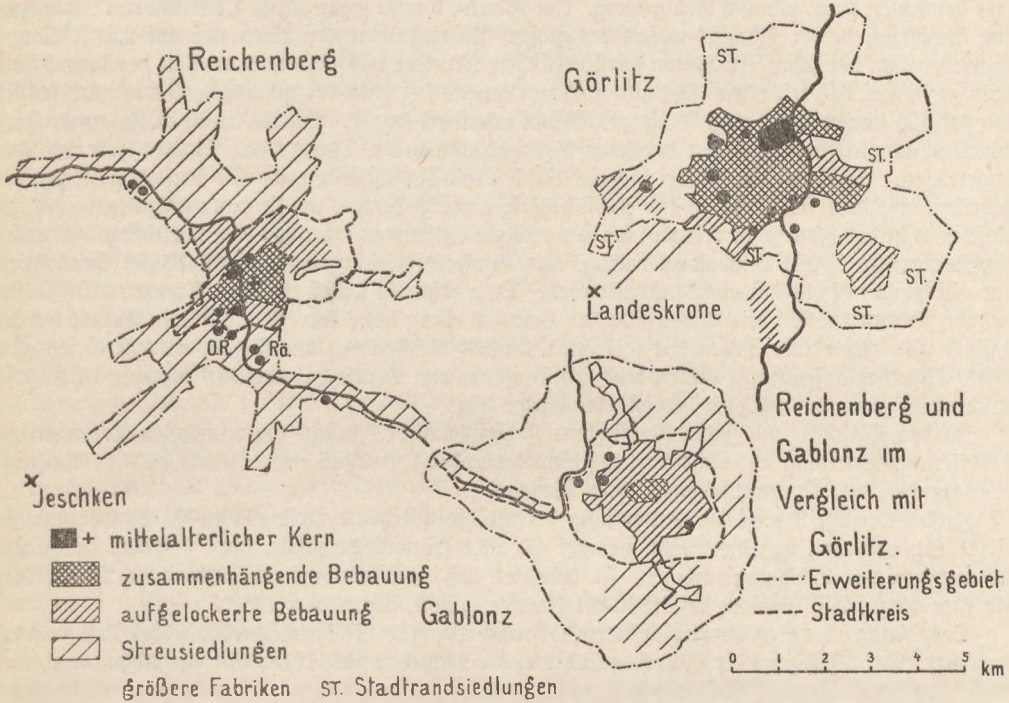 Reichenberg
Görlitz
ST.
ST.
ST.
ST.
ST.
ST.
O.R.
Rö.
Landeskrone
Jeschken
Gablonz
Reichenberg und
Gablonz im
Vergleich mit
Görlitz
Erweiterungsgebiet
Stadtkreis
0 1 2 3 4 5
km
+ mittelalterlicher Kern
zusammenhängende Bebauung
aufgelockerte Bebauung
Streusiedlungen
größere Fabriken ST. Stadtrandsiedlungen